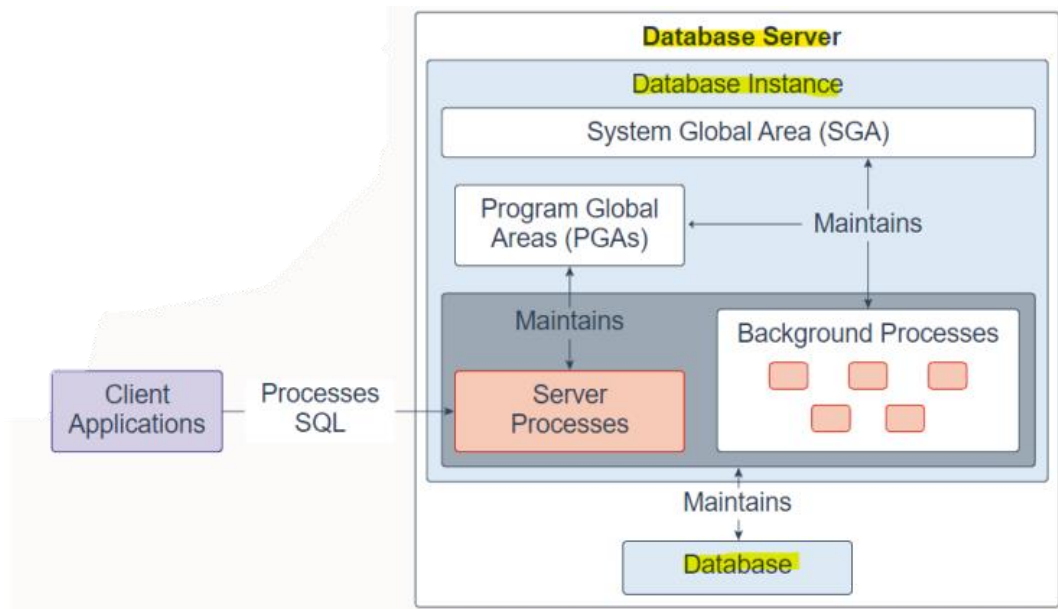 Database Server
Database Instance
System Global Area (SGA)
Program Global
Areas (PGAs)
Maintains
Maintains
Background Processes
Client
Applications
Processes
SQL
Server
Processes
Maintains
Database